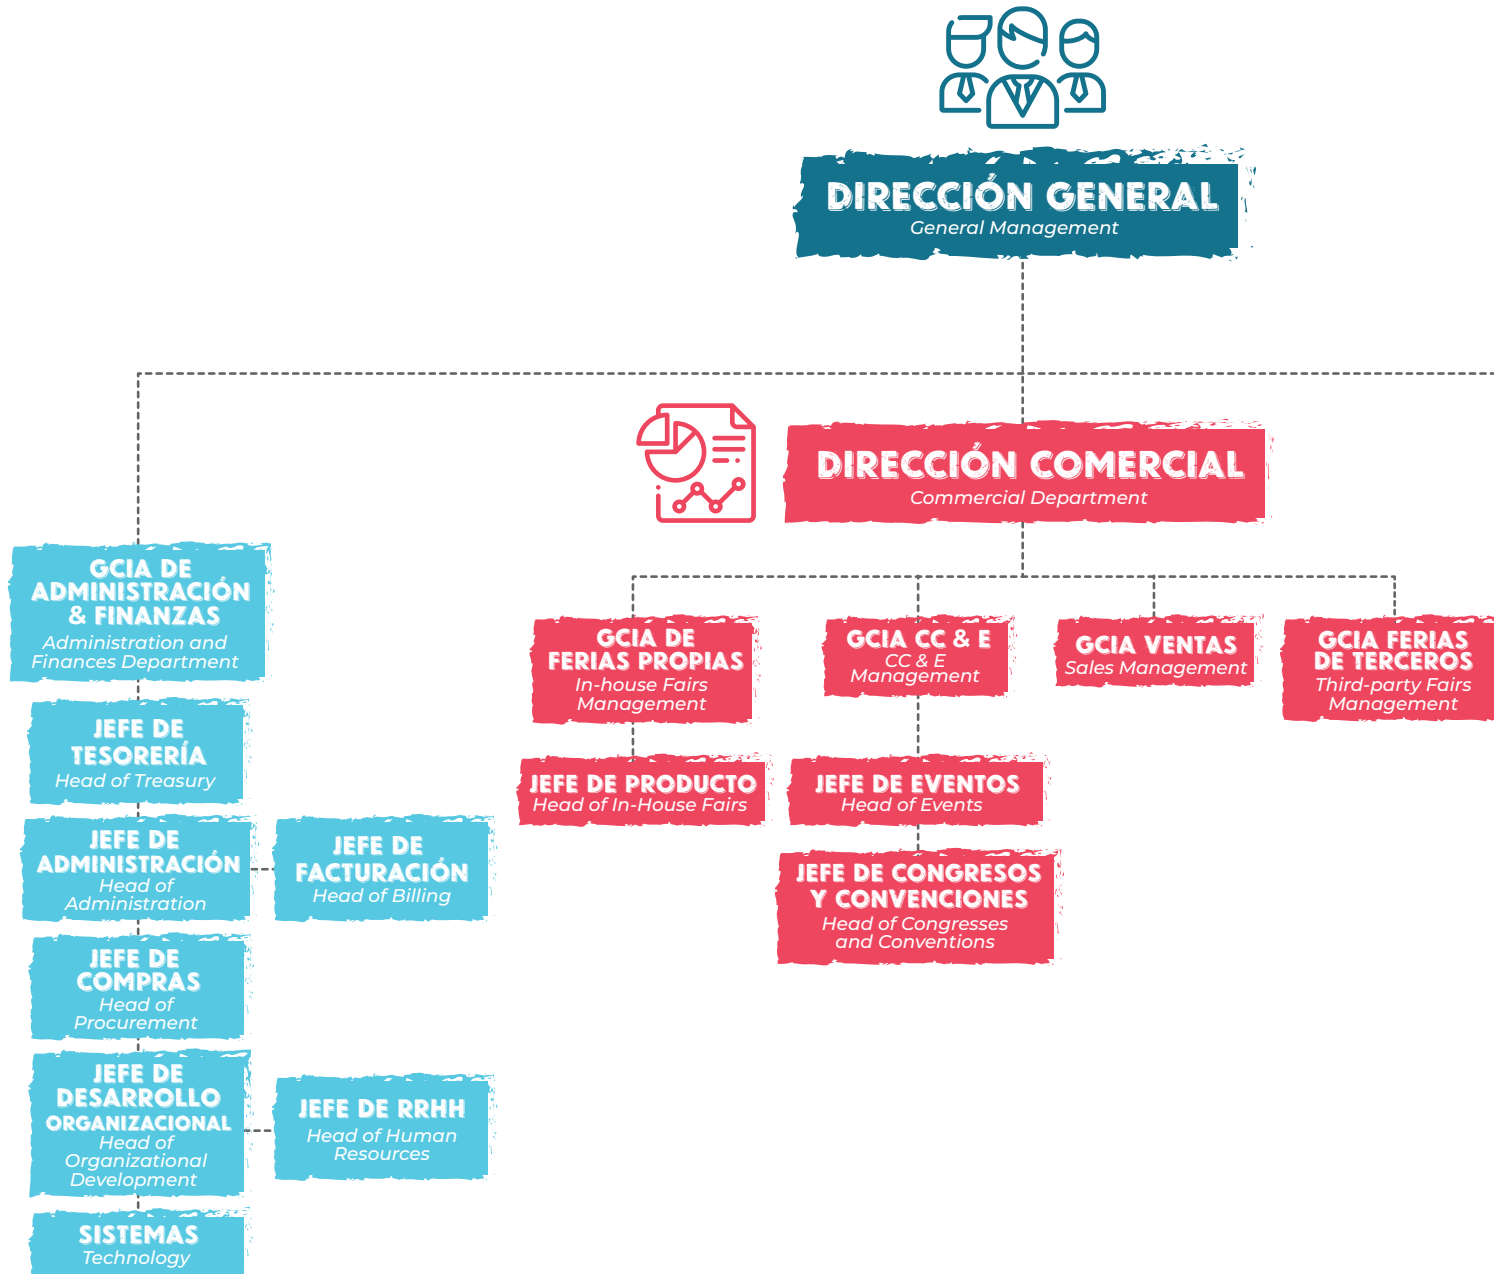 DIRECCIÓN GENERAL
General Management
DIRECCIÓN COMERCIAL
Commercial Department
GCIA DE
ADMINISTRACIÓN
& FINANZAS
Administration and
Finances Department
JEFE DE
TESORERÍA
Head of Treasury
JEFE DE
ADMINISTRACIÓN
Head of
Administration
JEFE DE
FACTURACIÓN
Head of Billing
JEFE DE
COMPRAS
Head of
Procurement
JEFE DE
DESARROLLO
ORGANIZACIONAL
Head of
Organizational
Development
JEFE DE RRHH
Head of Human
Resources
SISTEMAS
Technology
GCIA DE
FERIAS PROPIAS
In-house Fairs
Management
JEFE DE PRODUCTO
Head of In-House Fairs
GCIA CC & E
CC & E
Management
JEFE DE EVENTOS
Head of Events
JEFE DE CONGRESOS
Y CONVENCIONES
Head of Congresses
and Conventions
GCIA VENTAS
Sales Management
GCIA FERIAS
DE TERCEROS
Third-party Fairs
Management